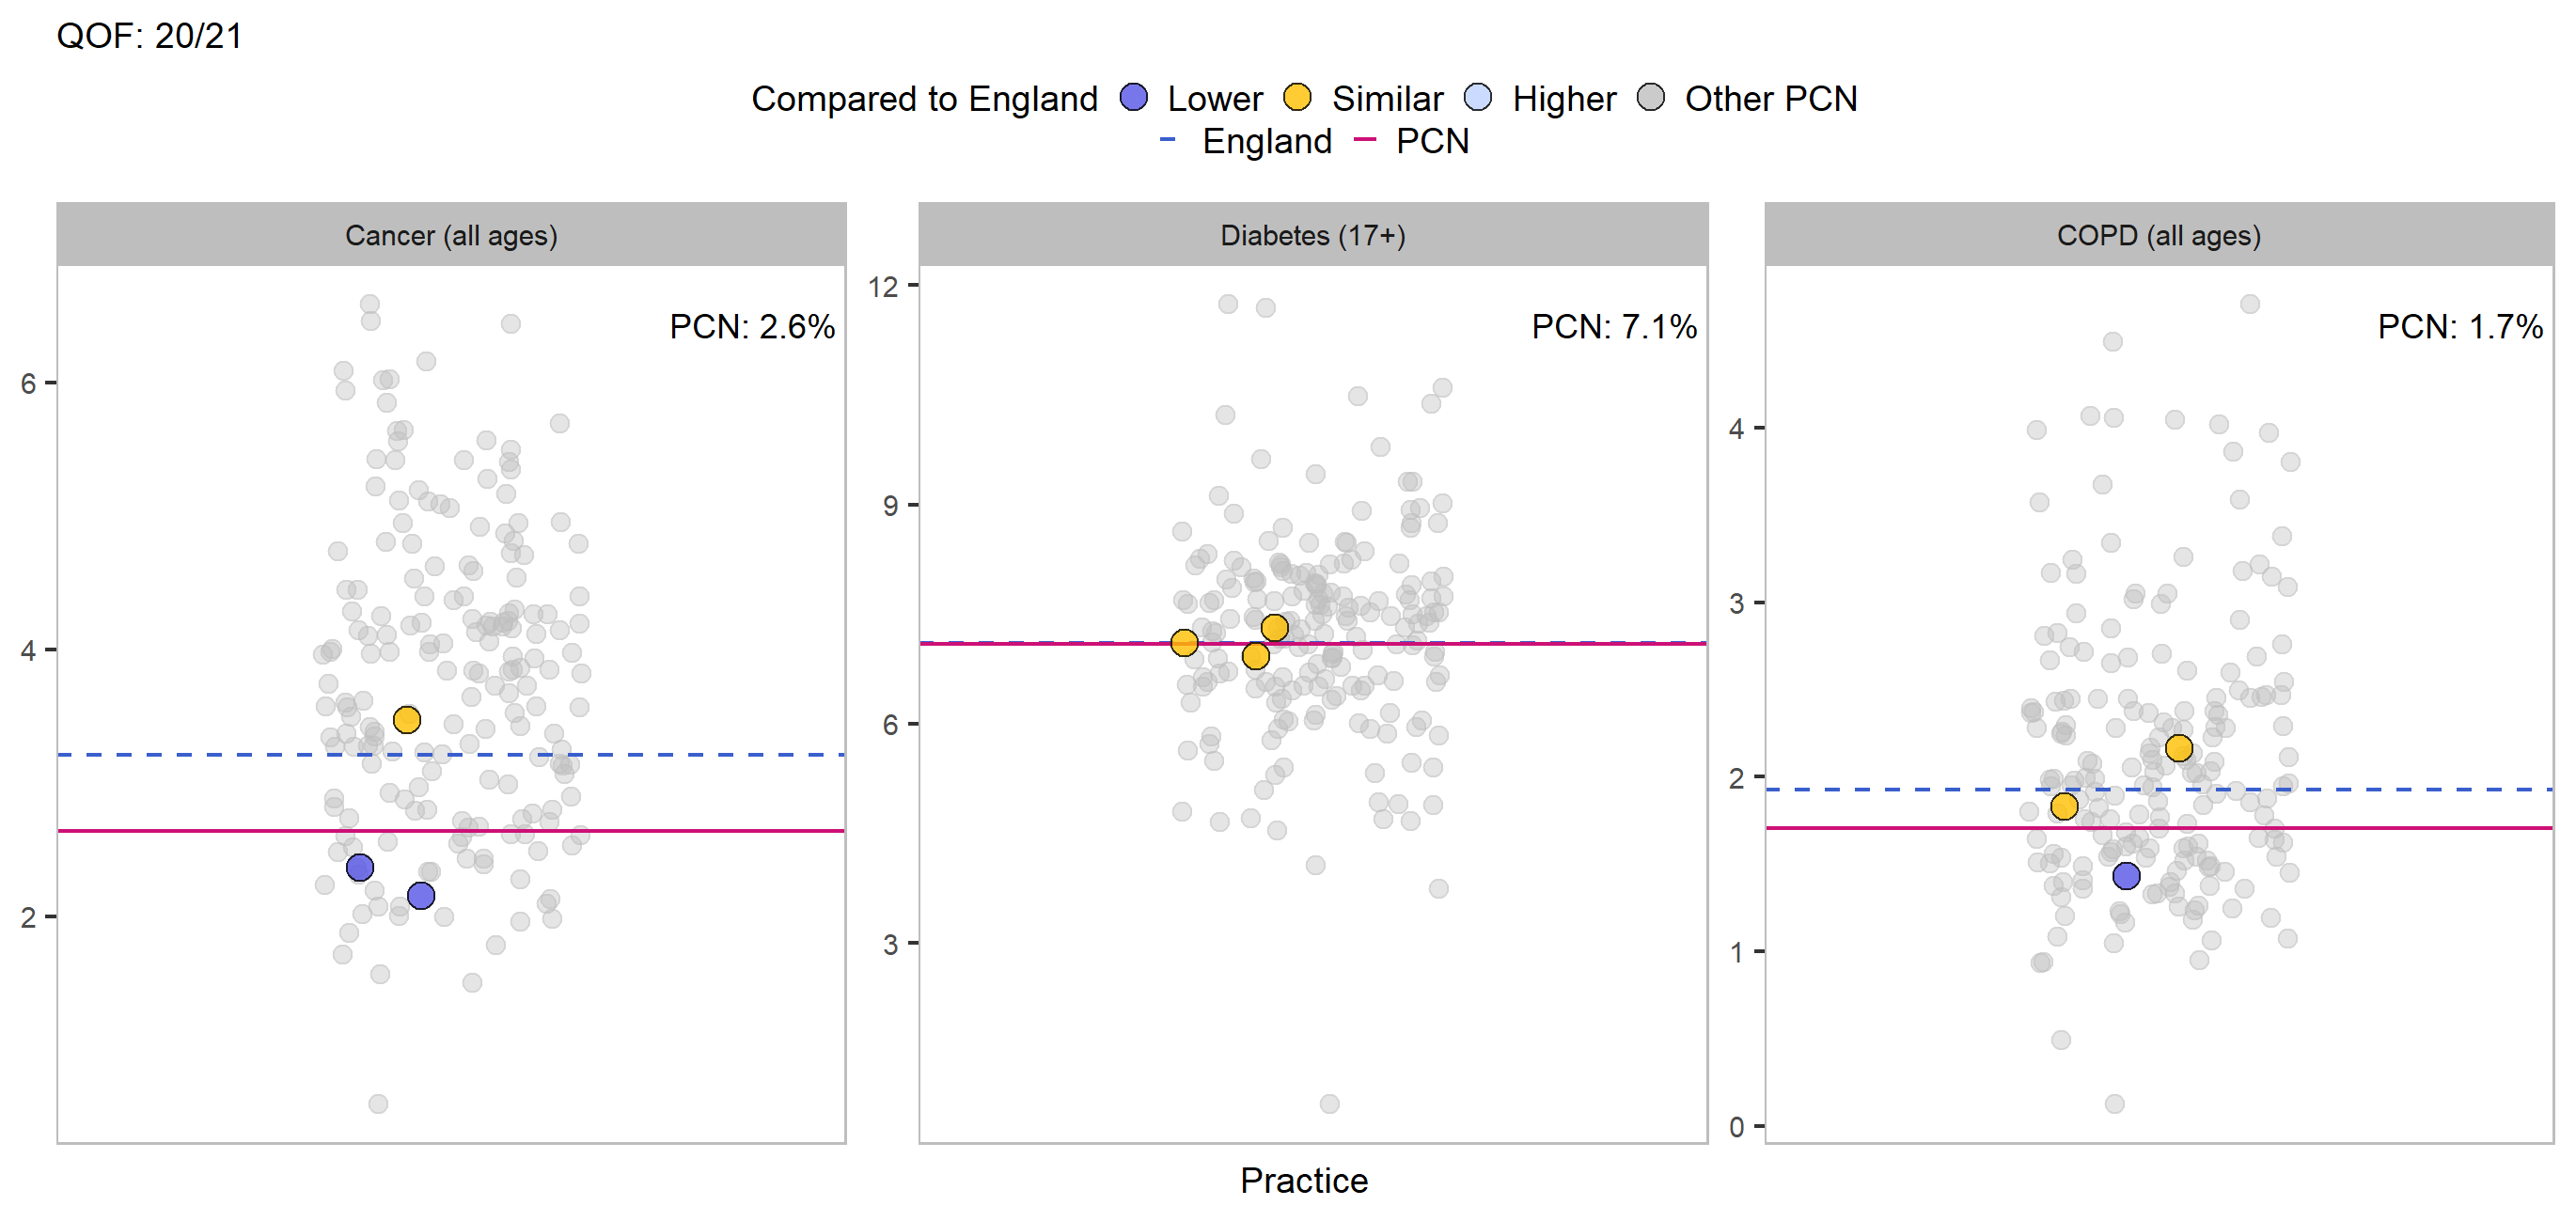 QOF: 20/21
Compared to England Lower Similar Higher Other PCN
England PCN
Cancer (all ages)
PCN: 2.6%
6
4
2
Diabetes (17+)
PCN: 7.1%
12
9
6
3
COPD (all ages)
PCN: 1.7%
4
3
2
1
0
Practice